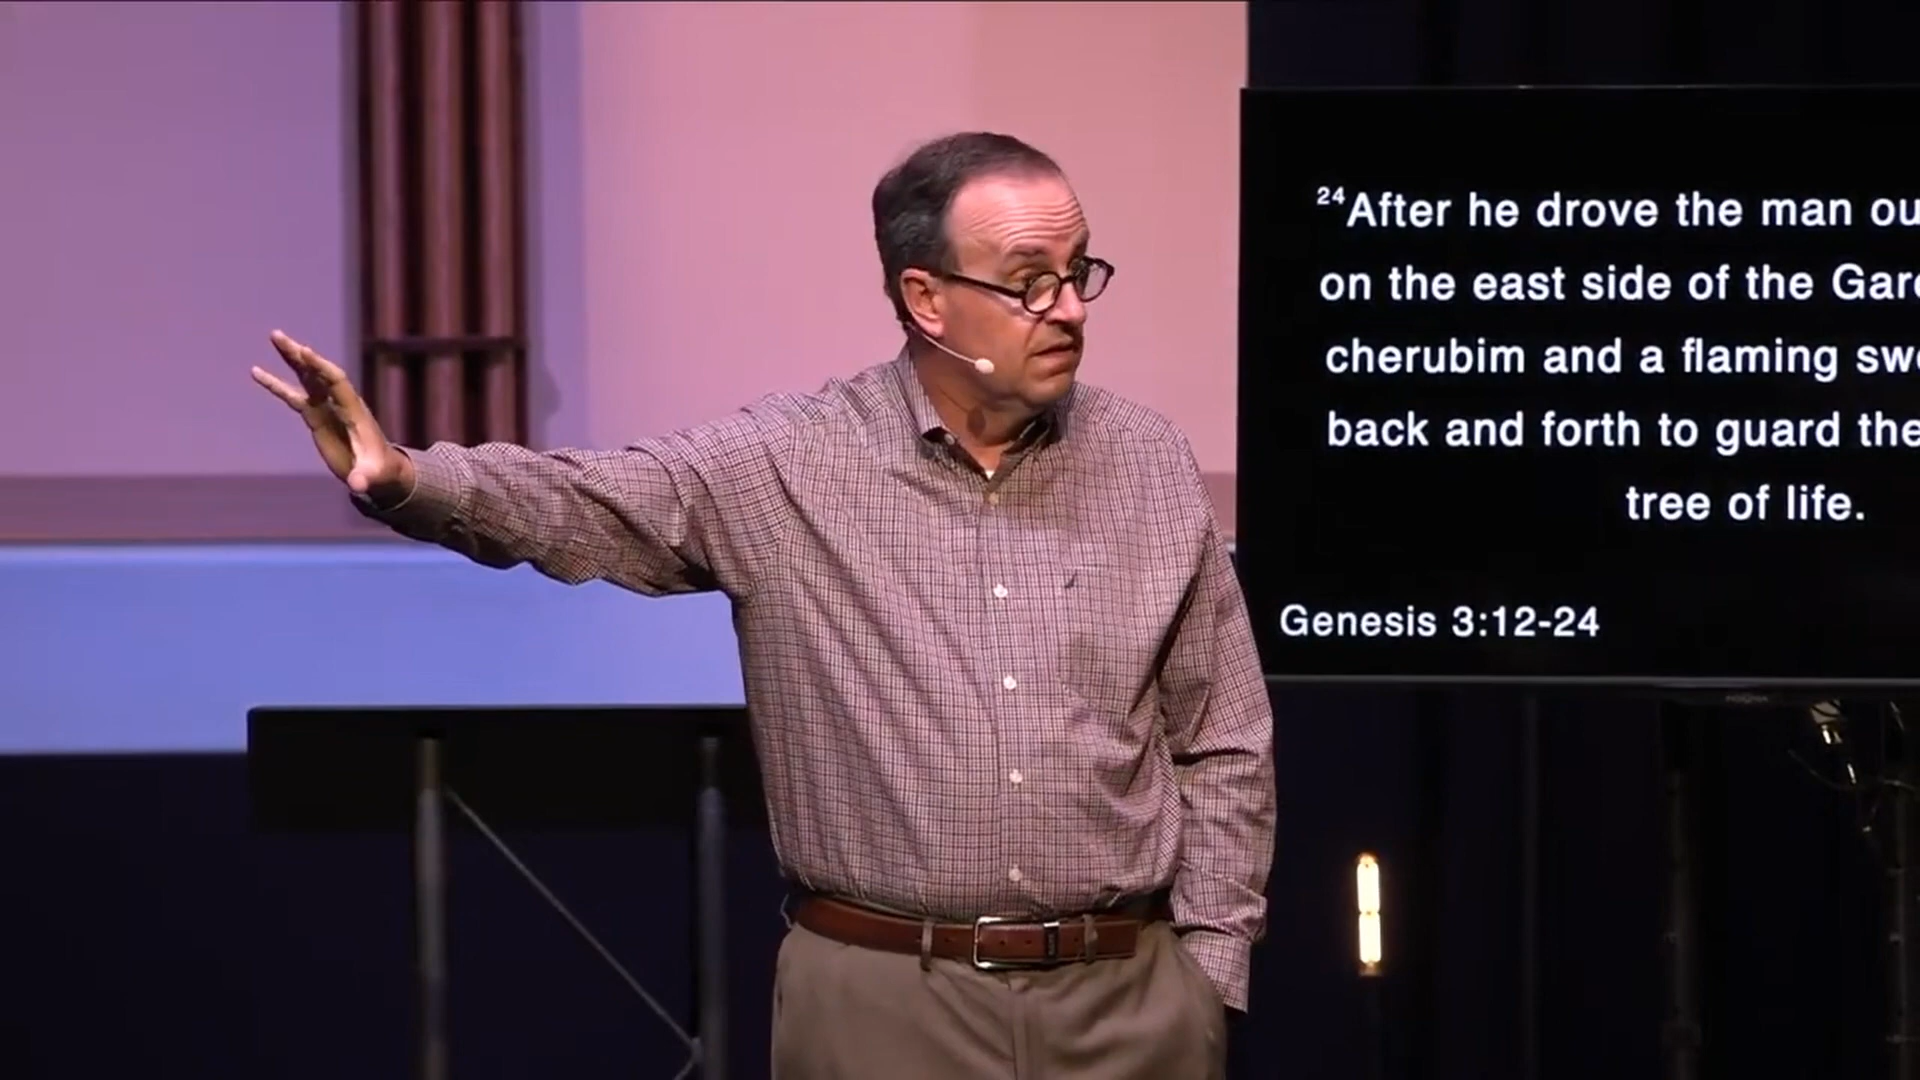 24After he drove the man ou
on the east side of the Gar
cherubim and a flaming sw
back and forth to guard the
tree of life.
Genesis 3:12-24